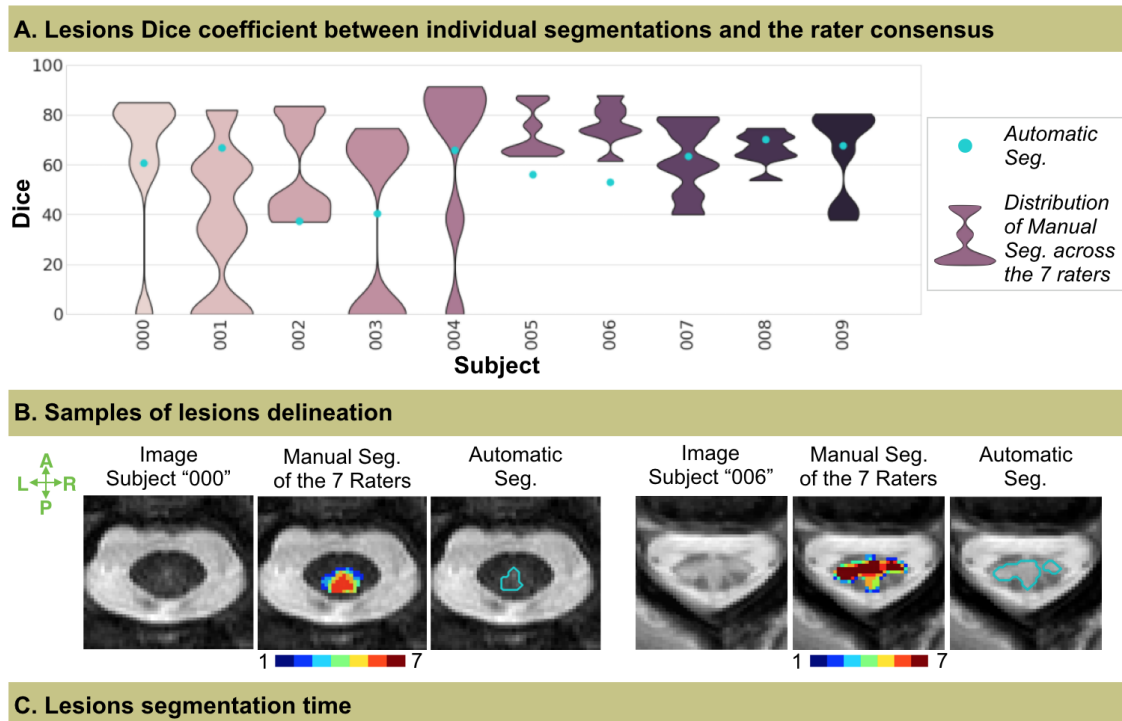 A. Lesions Dice coefficient between individual segmentations and the rater consensus
100
80
60
40
20
0
Dice
000
001
002
003
004
005
006
007
008
009
Subject
Automatic
Seg.
Distribution
of Manual
Seg. across
the 7 raters
B. Samples of lesions delineation
A
L R
P
Image
Subject “000”
Manual Seg.
of the 7 Raters
Automatic
Seg.
Image
Subject “006”
Manual Seg.
of the 7 Raters
Automatic
Seg.
1 7
1 7
C. Lesions segmentation time